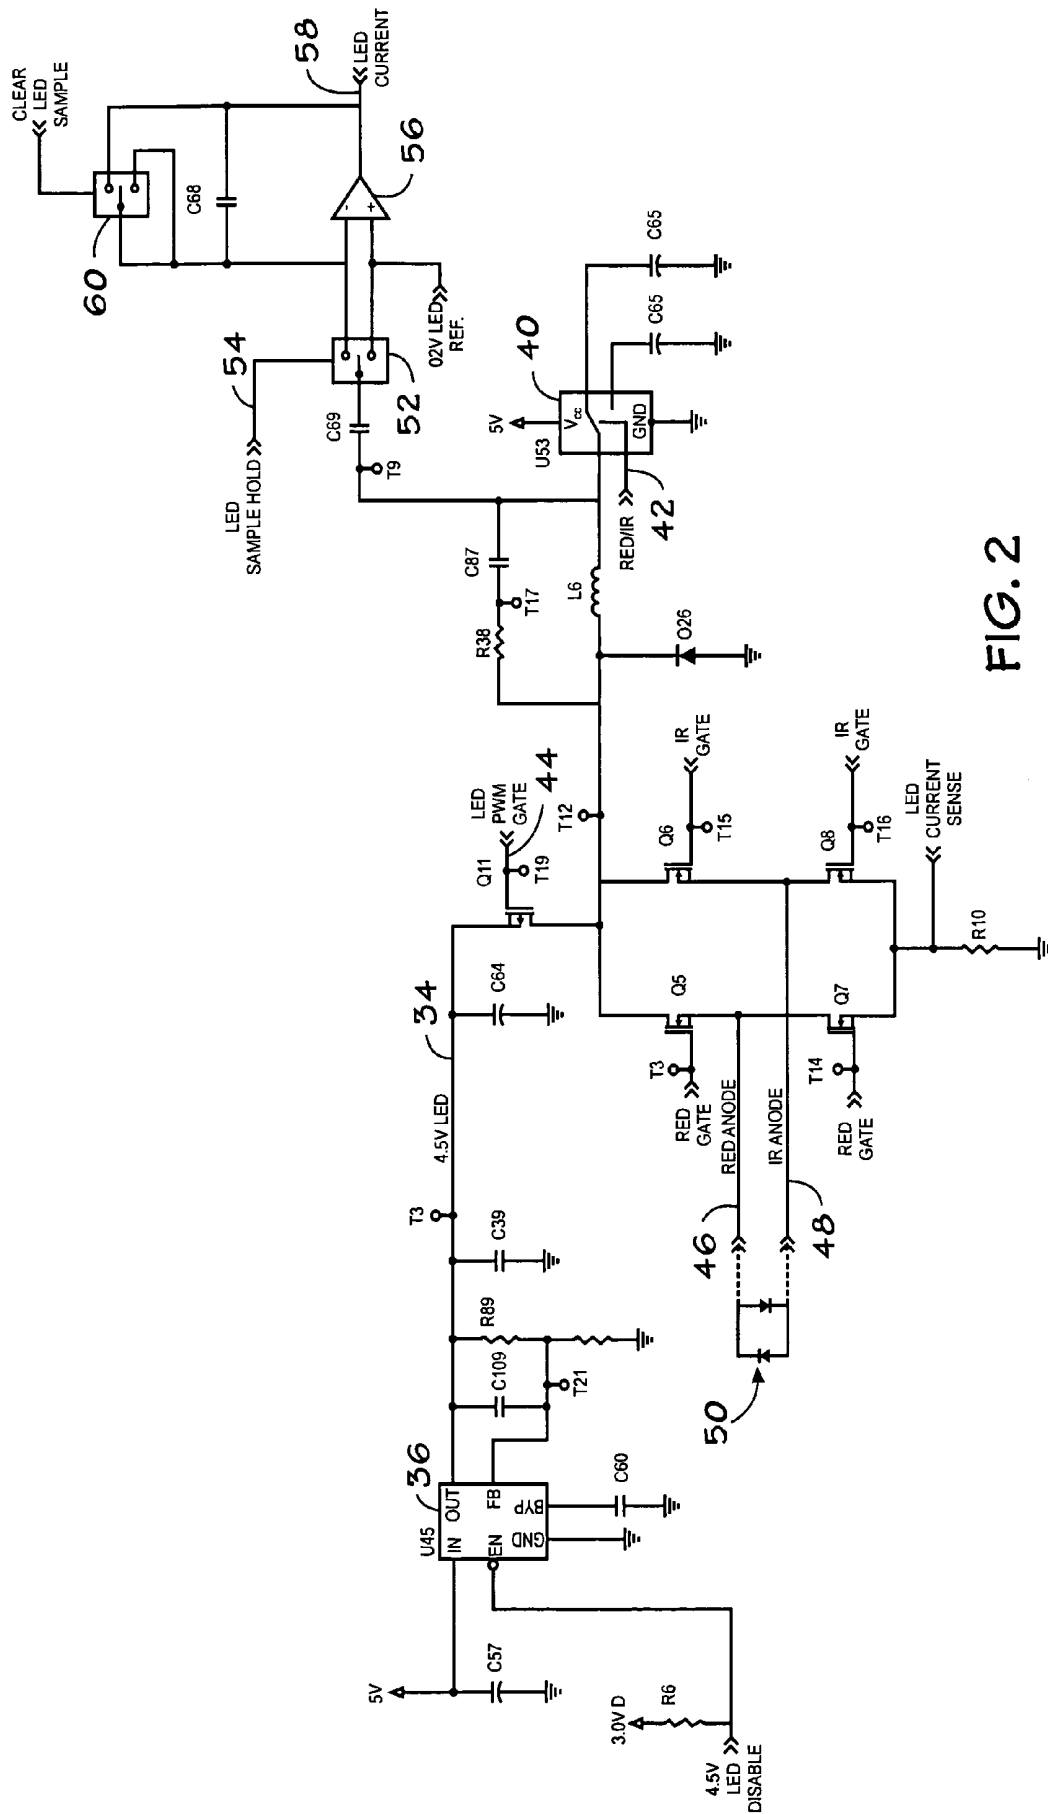 CLEAR
LED
SAMPLE
58
LED
CURRENT
60
C68
-
+
56
54
LED
SAMPLE HOLD
C69
52
02V LED
REF.
T9
40
5V
Vcc
U53
GND
C65
C65
RED/IR
42
C87
R38
T17
L6
O26
LED
PWM
GATE
44
Q11
T19
T12
Q6
IR
GATE
T15
Q8
IR
GATE
T16
LED
CURRENT
SENSE
R10
34
4.5V LED
C64
Q5
T3
RED
GATE
Q7
T14
RED
GATE
RED ANODE
IR ANODE
46
48
50
T3
C39
R89
C109
T21
36
U45
IN
OUT
EN
FB
GND
BYP
C60
5V
C57
3.0V D
R6
4.5V
LED
DISABLE
FIG. 2